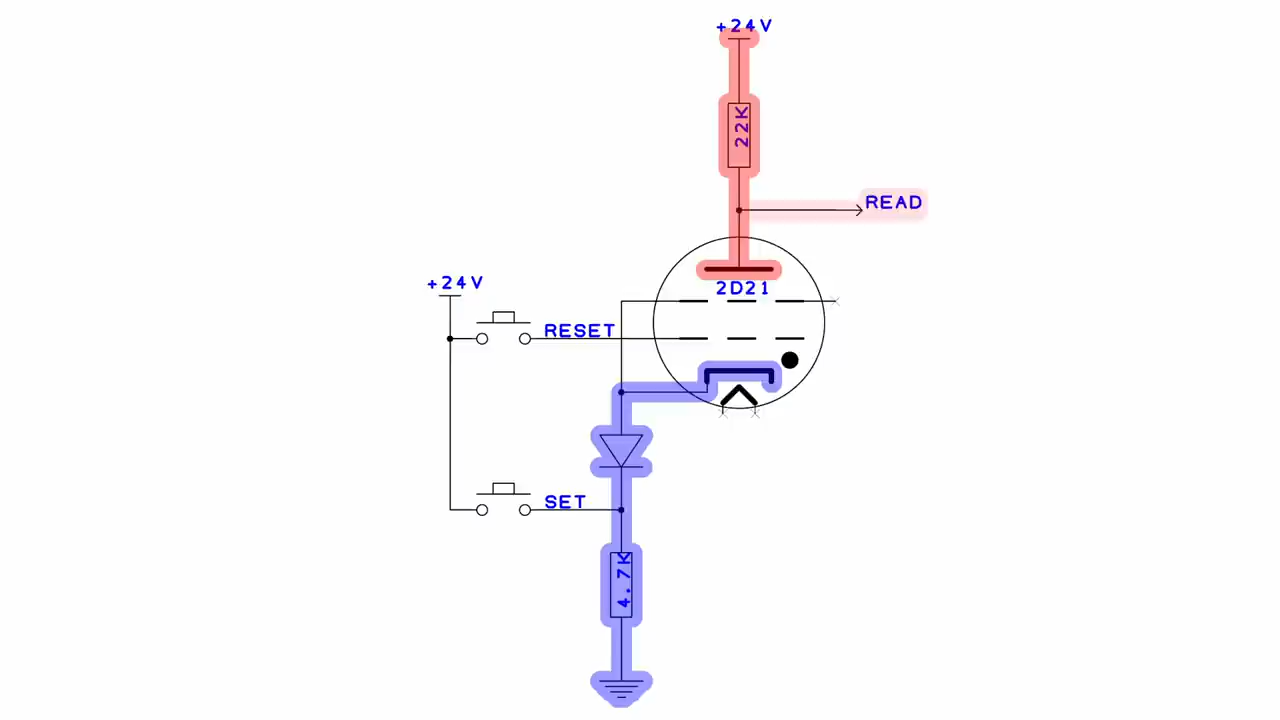 +24V
22K
READ
2D21
+24V
RESET
SET
4.7K